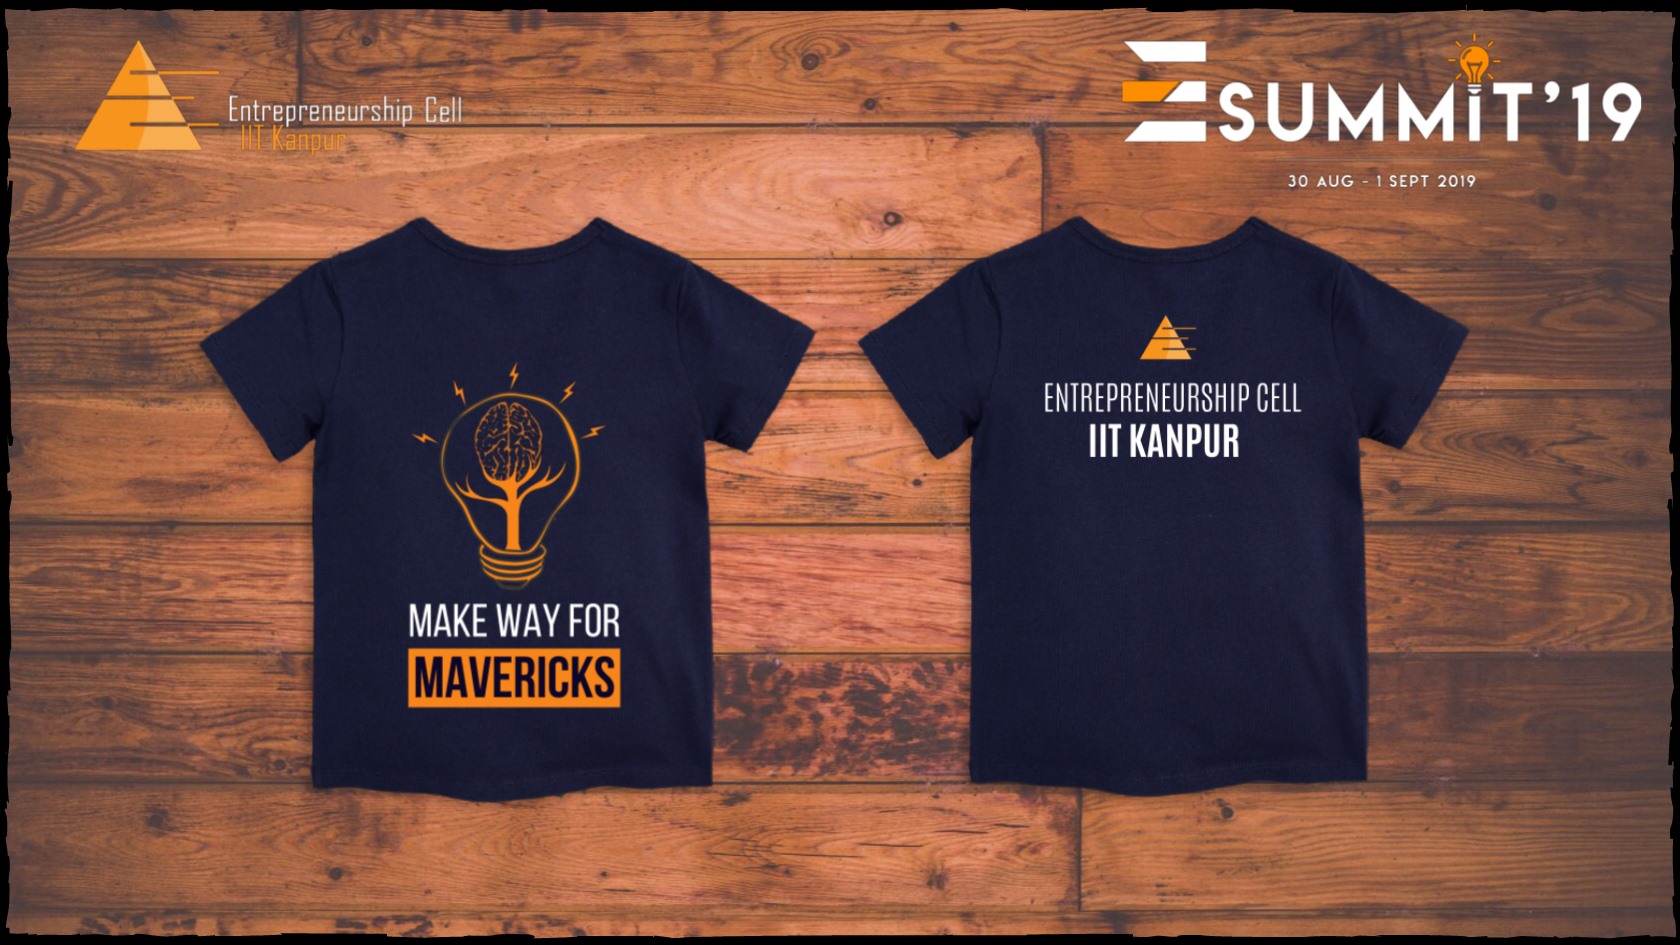 Entrepreneurship Cell
IIT Kanpur
E SUMMiT'19
30 AUG - 1 SEPT 2019
MAKE WAY FOR
MAVERICKS
ENTREPRENEURSHIP CELL
IIT KANPUR